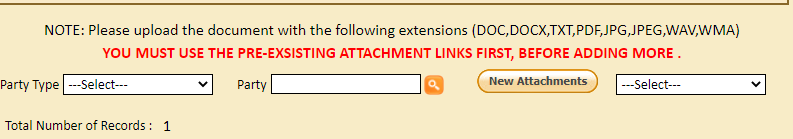 NOTE: Please upload the document with the following extensions (DOC,DOCX,TXT,PDF,JPG,JPEG,WAV,WMA)
YOU MUST USE THE PRE-EXSISTING ATTACHMENT LINKS FIRST, BEFORE ADDING MORE .
Party Type ---Select--- Party New Attachments ---Select---
Total Number of Records : 1